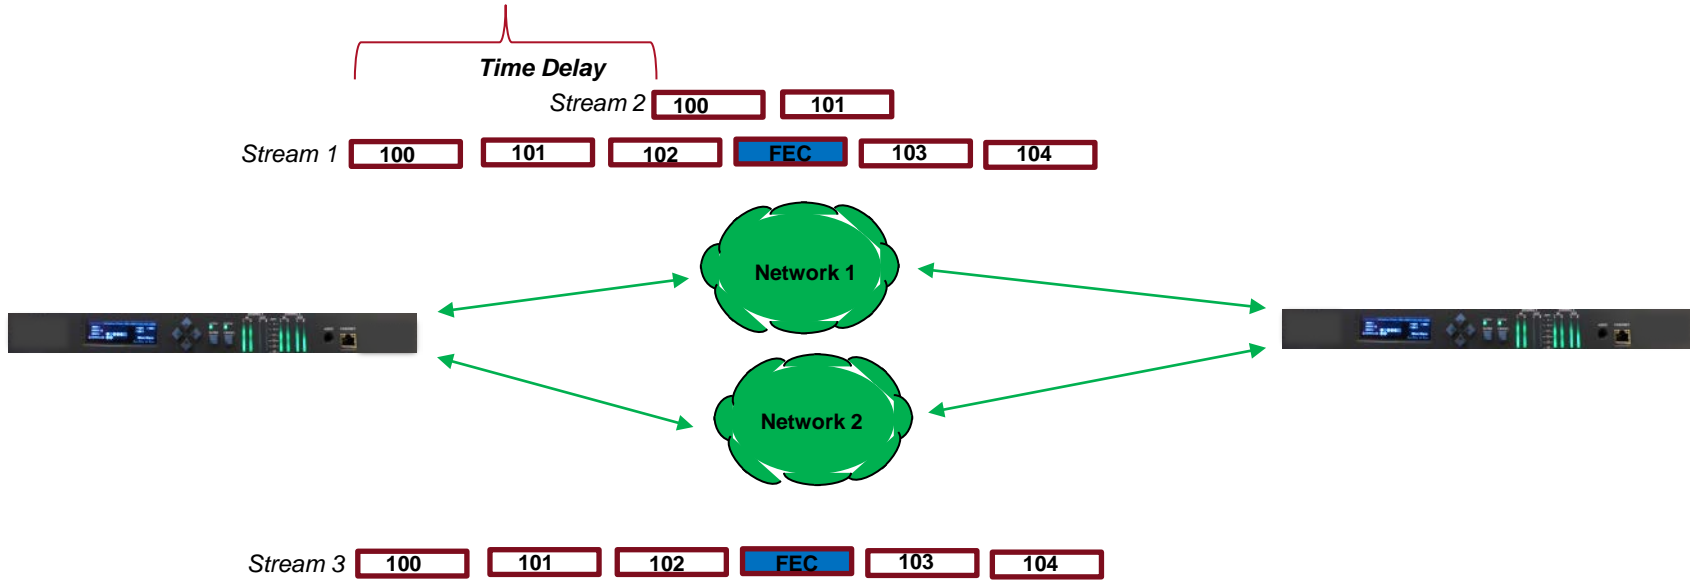 Time Delay
Stream 2 100 101
Stream 1 100 101 102 FEC 103 104
Network 1
Network 2
Stream 3 100 101 102 FEC 103 104